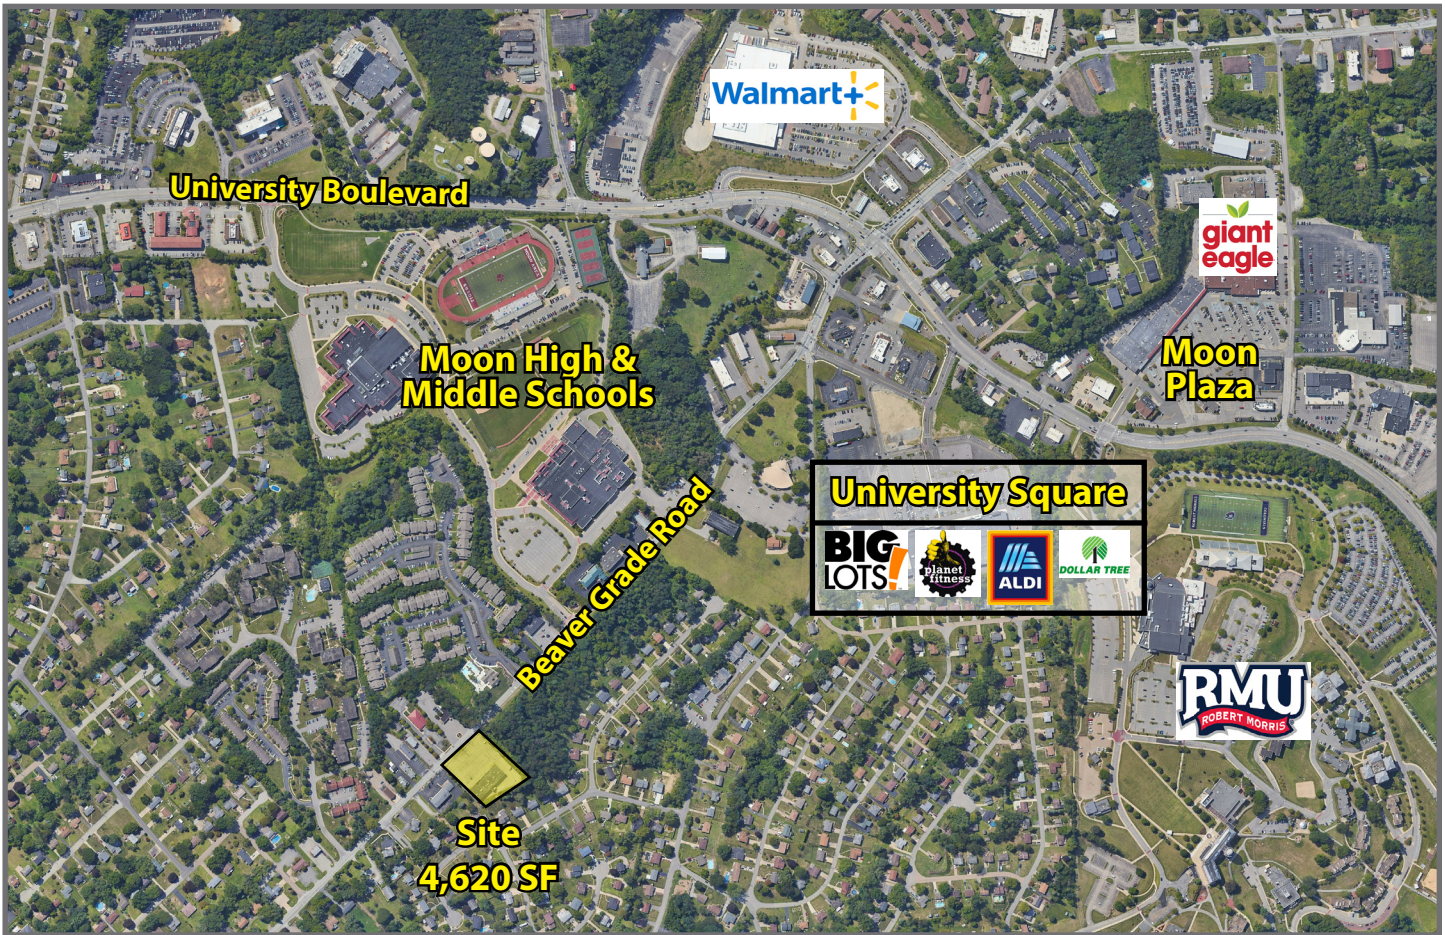 Walmart+
University Boulevard
giant
eagle
Moon High &
Middle Schools
Moon
Plaza
University Square
BIG
LOTS!
planet
fitness
ALDI
DOLLAR TREE
Beaver Grade Road
RMU
ROBERT MORRIS
Site
4,620 SF